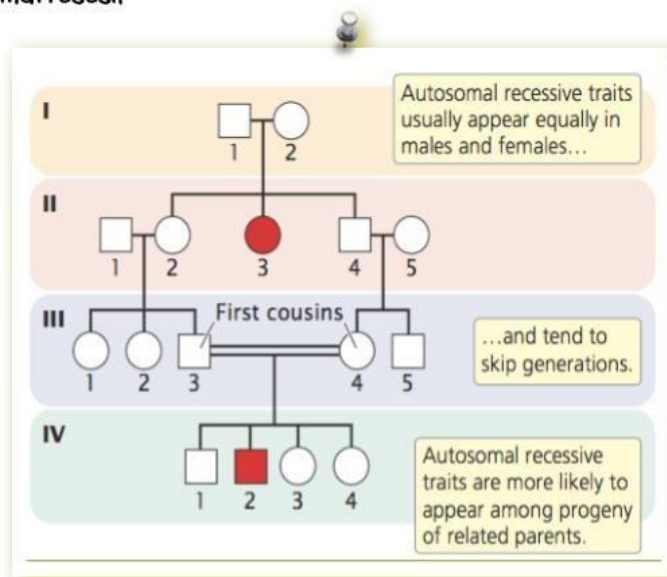 I
1 2
Autosomal recessive traits
usually appear equally in
males and females...
II
1 2 3 4 5
III
First cousins
1 2 3 4 5
...and tend to
skip generations.
IV
1 2 3 4
Autosomal recessive
traits are more likely to
appear among progeny
of related parents.